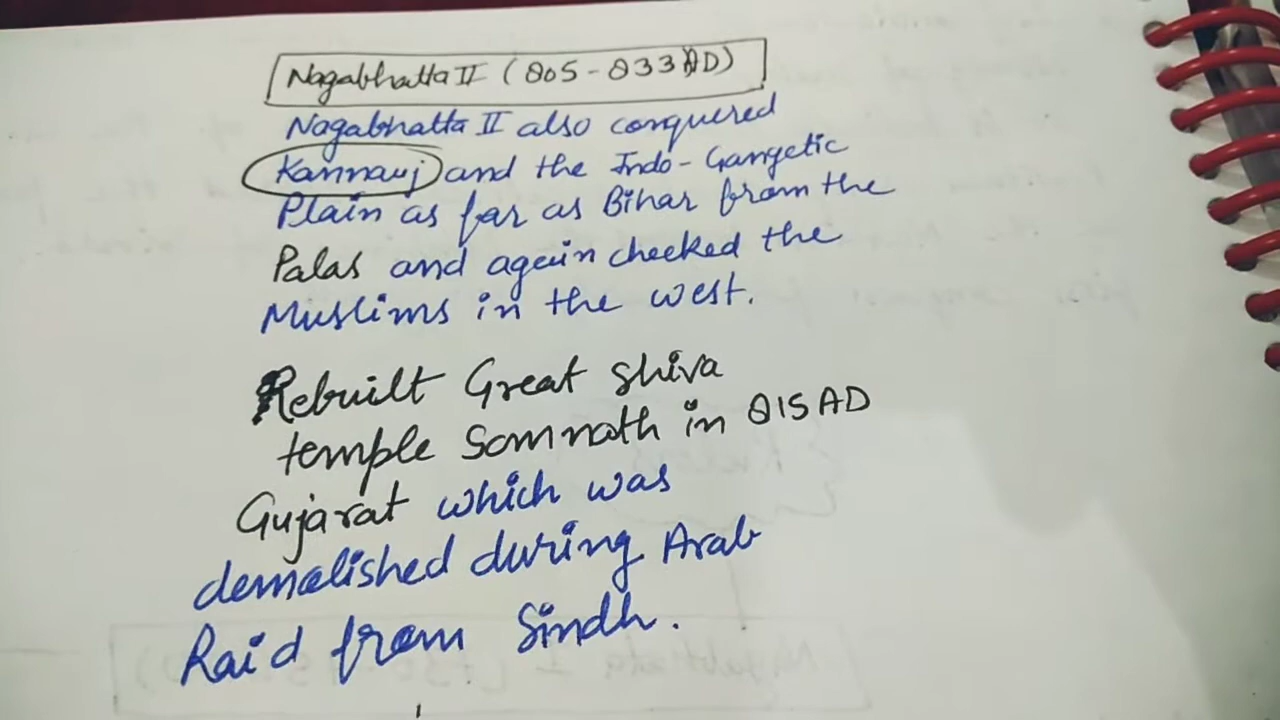 Nagabhatta II (805-833 AD)
Nagabhatta II also conquered
Kannauj and the Indo-Gangetic
Plain as far as Bihar from the
Palas and again checked the
Muslims in the west.
Rebuilt Great Shiva
temple Somnath in 815 AD
Gujarat which was
demolished during Arab
Raid from Sindh.